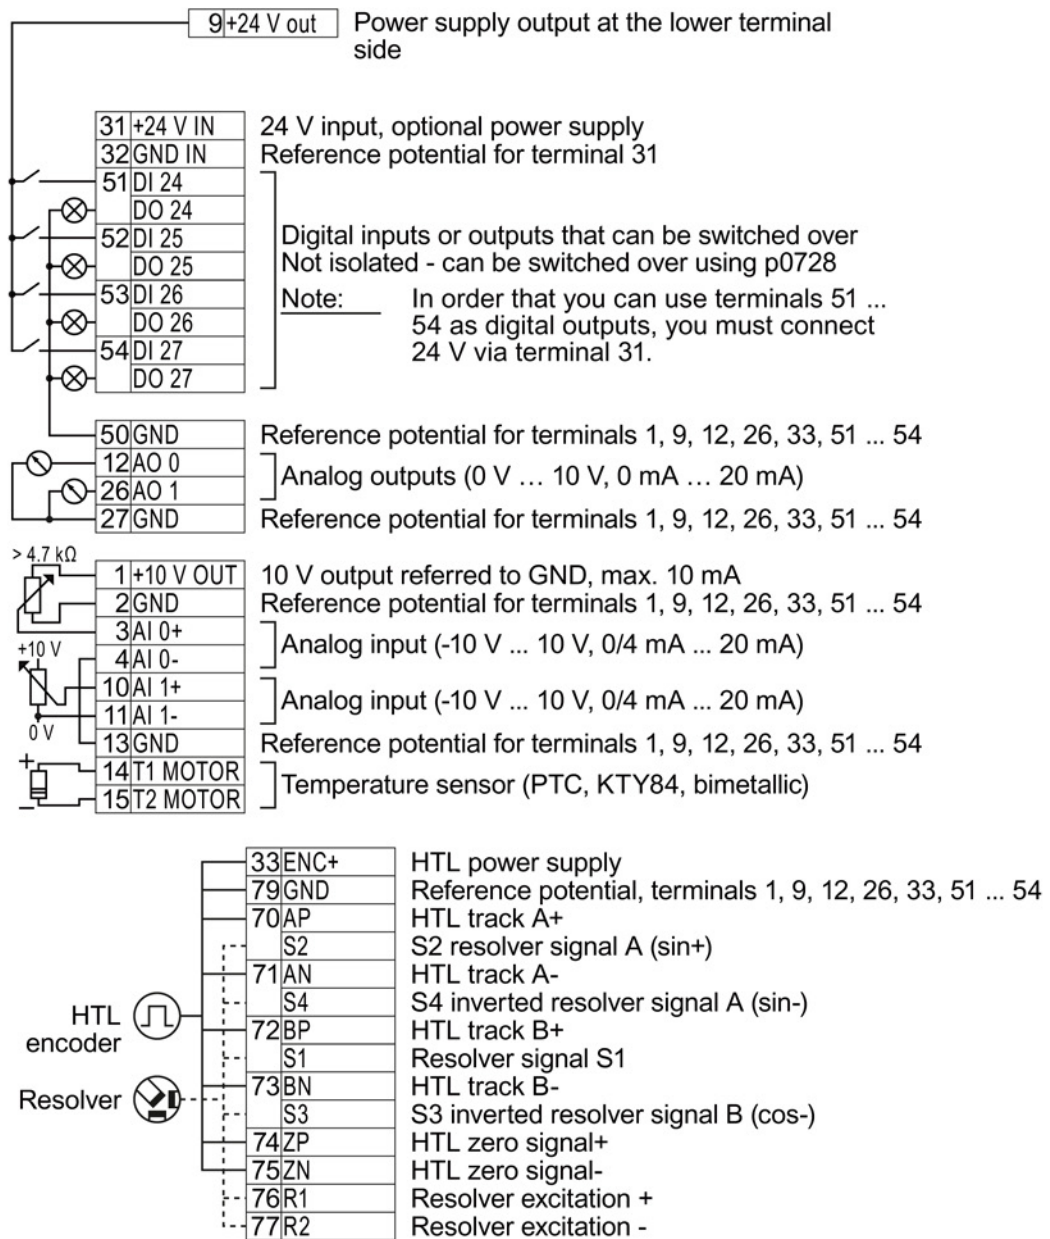 9 +24 V out Power supply output at the lower terminal
side
31 +24 V IN 24 V input, optional power supply
32 GND IN Reference potential for terminal 31
51 DI 24
DO 24
52 DI 25 Digital inputs or outputs that can be switched over
DO 25 Not isolated - can be switched over using p0728
53 DI 26 Note: In order that you can use terminals 51 ...
DO 26 54 as digital outputs, you must connect
54 DI 27 24 V via terminal 31.
DO 27
50 GND Reference potential for terminals 1, 9, 12, 26, 33, 51 ... 54
12 AO 0 Analog outputs (0 V … 10 V, 0 mA … 20 mA)
26 AO 1
27 GND Reference potential for terminals 1, 9, 12, 26, 33, 51 ... 54
> 4.7 kΩ
1 +10 V OUT 10 V output referred to GND, max. 10 mA
2 GND Reference potential for terminals 1, 9, 12, 26, 33, 51 ... 54
3 AI 0+ Analog input (-10 V ... 10 V, 0/4 mA ... 20 mA)
+10 V
4 AI 0-
10 AI 1+ Analog input (-10 V ... 10 V, 0/4 mA ... 20 mA)
11 AI 1-
0 V
13 GND Reference potential for terminals 1, 9, 12, 26, 33, 51 ... 54
+
14 T1 MOTOR Temperature sensor (PTC, KTY84, bimetallic)
–
15 T2 MOTOR
33 ENC+ HTL power supply
79 GND Reference potential, terminals 1, 9, 12, 26, 33, 51 ... 54
70 AP HTL track A+
S2 S2 resolver signal A (sin+)
71 AN HTL track A-
S4 S4 inverted resolver signal A (sin-)
HTL
encoder
72 BP HTL track B+
S1 Resolver signal S1
Resolver
73 BN HTL track B-
S3 S3 inverted resolver signal B (cos-)
74 ZP HTL zero signal+
75 ZN HTL zero signal-
76 R1 Resolver excitation +
77 R2 Resolver excitation -